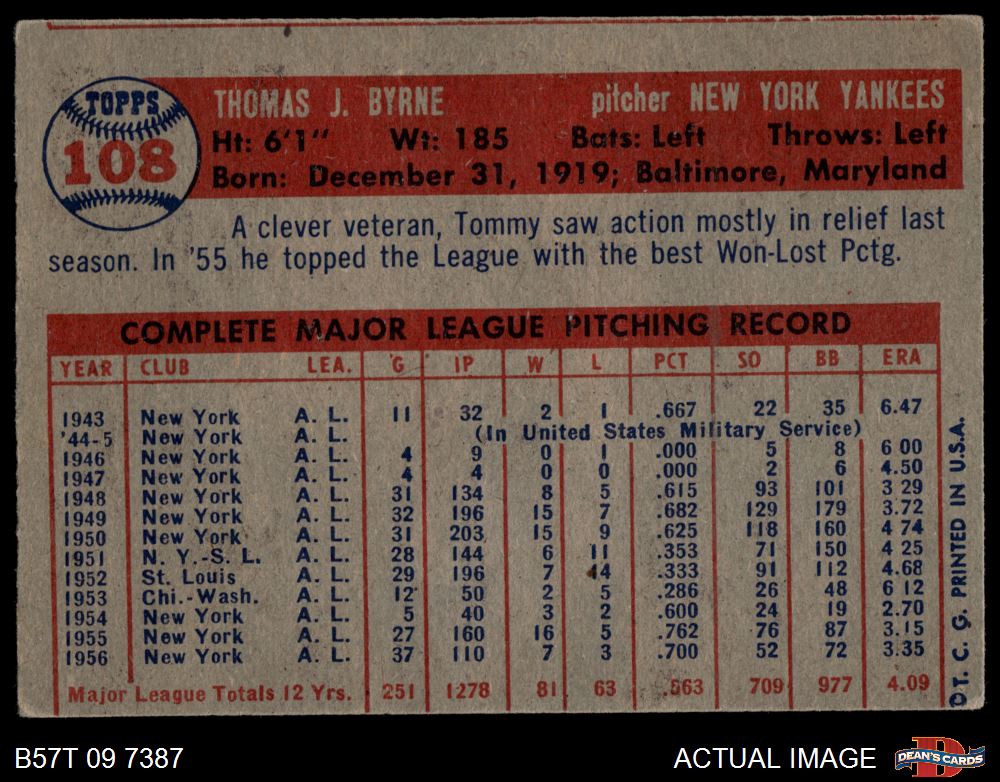 TOPPS
108
THOMAS J. BYRNE pitcher NEW YORK YANKEES
Ht: 6'1" Wt: 185 Bats: Left Throws: Left
Born: December 31, 1919; Baltimore, Maryland
A clever veteran, Tommy saw action mostly in relief last
season. In '55 he topped the League with the best Won-Lost Pctg.
COMPLETE MAJOR LEAGUE PITCHING RECORD
YEAR CLUB LEA. G IP W L PCT SO BB ERA
1943 New York A. L. 11 32 2 1 .667 22 35 6.47
'44-5 New York A. L. (In United States Military Service)
1946 New York A. L. 4 9 0 1 .000 5 8 6 00
1947 New York A. L. 4 4 0 0 .000 2 6 4.50
1948 New York A. L. 31 134 8 5 .615 93 101 3 29
1949 New York A. L. 32 196 15 7 .682 129 179 3.72
1950 New York A. L. 31 203 15 9 .625 118 160 4 74
1951 N. Y.-S. L. A. L. 28 144 6 11 .353 71 150 4 25
1952 St. Louis A. L. 29 196 7 14 .333 91 112 4.68
1953 Chi.-Wash. A. L. 12 50 2 5 .286 26 48 6 12
1954 New York A. L. 5 40 3 2 .600 24 19 2.70
1955 New York A. L. 27 160 16 5 .762 76 87 3.15
1956 New York A. L. 37 110 7 3 .700 52 72 3.35
Major League Totals 12 Yrs. 251 1278 81 63 .563 709 977 4.09
©T. C. G. PRINTED IN U.S.A.
B57T 09 7387
ACTUAL IMAGE
D
DEAN'S CARDS